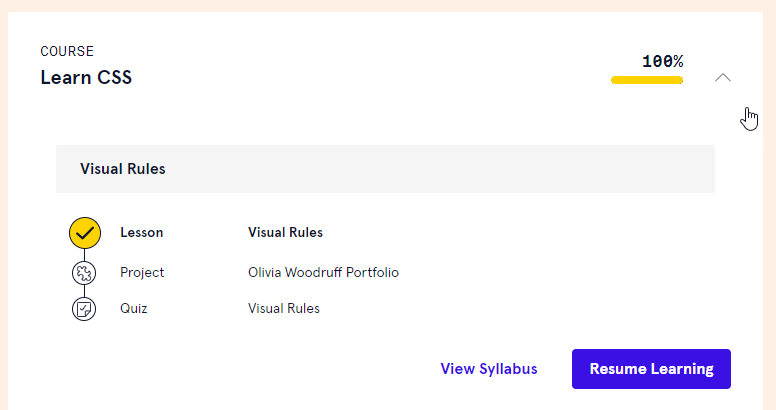 COURSE
Learn CSS
100%
Visual Rules
Lesson Visual Rules
Project Olivia Woodruff Portfolio
Quiz Visual Rules
View Syllabus Resume Learning